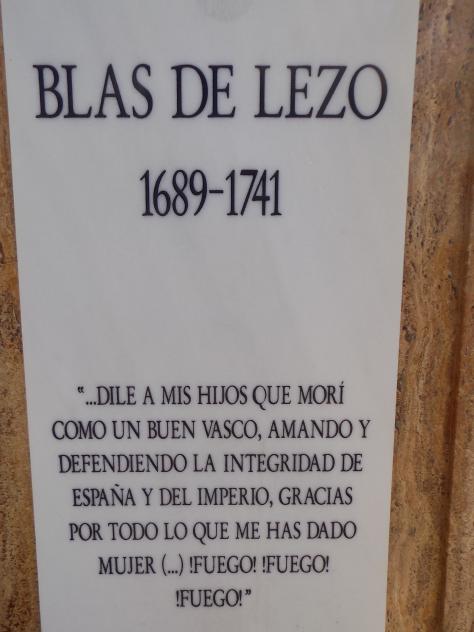 BLAS DE LEZO
1689-1741
"...DILE A MIS HIJOS QUE MORÍ
COMO UN BUEN VASCO, AMANDO Y
DEFENDIENDO LA INTEGRIDAD DE
ESPAÑA Y DEL IMPERIO, GRACIAS
POR TODO LO QUE ME HAS DADO
MUJER (...) !FUEGO! !FUEGO!
!FUEGO!"